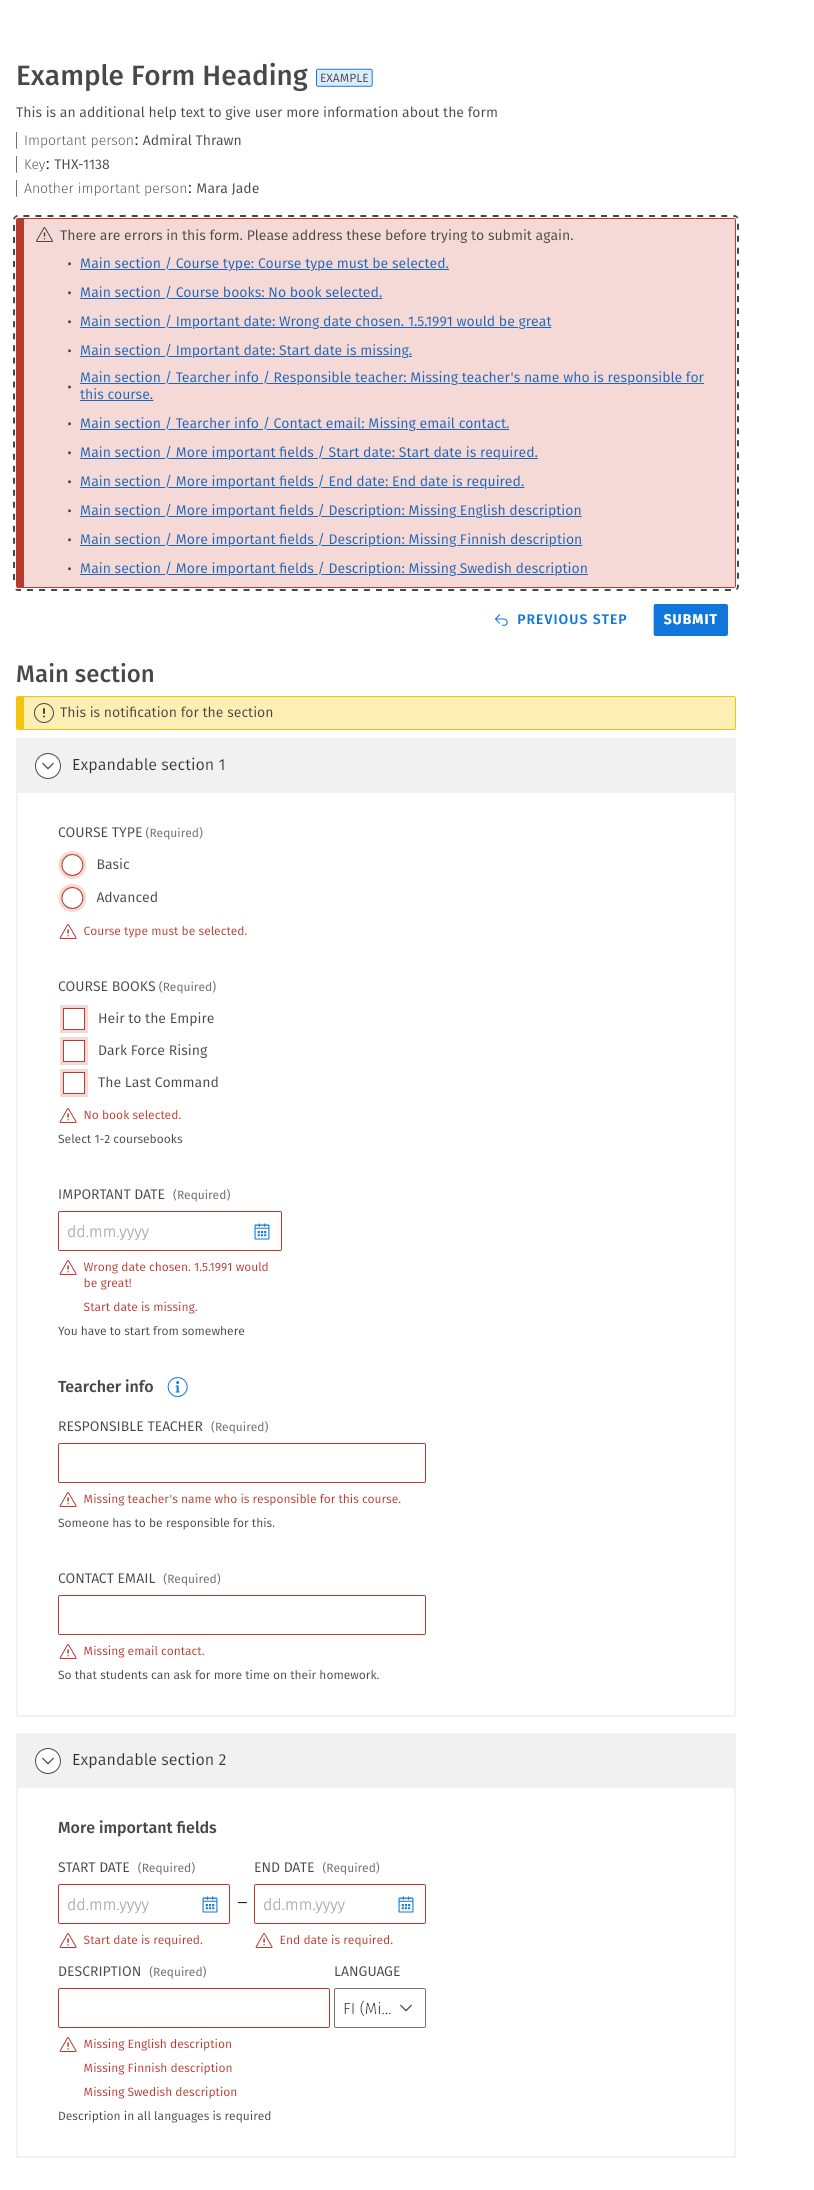 Example Form Heading EXAMPLE
This is an additional help text to give user more information about the form
Important person: Admiral Thrawn
Key: THX-1138
Another important person: Mara Jade
There are errors in this form. Please address these before trying to submit again.
• Main section / Course type: Course type must be selected.
• Main section / Course books: No book selected.
• Main section / Important date: Wrong date chosen. 1.5.1991 would be great
• Main section / Important date: Start date is missing.
• Main section / Tearcher info / Responsible teacher: Missing teacher's name who is responsible for
this course.
• Main section / Tearcher info / Contact email: Missing email contact.
• Main section / More important fields / Start date: Start date is required.
• Main section / More important fields / End date: End date is required.
• Main section / More important fields / Description: Missing English description
• Main section / More important fields / Description: Missing Finnish description
• Main section / More important fields / Description: Missing Swedish description
PREVIOUS STEP SUBMIT
Main section
This is notification for the section
Expandable section 1
COURSE TYPE (Required)
Basic
Advanced
Course type must be selected.
COURSE BOOKS (Required)
Heir to the Empire
Dark Force Rising
The Last Command
No book selected.
Select 1-2 coursebooks
IMPORTANT DATE (Required)
dd.mm.yyyy
Wrong date chosen. 1.5.1991 would
be great!
Start date is missing.
You have to start from somewhere
Tearcher info
RESPONSIBLE TEACHER (Required)
Missing teacher's name who is responsible for this course.
Someone has to be responsible for this.
CONTACT EMAIL (Required)
Missing email contact.
So that students can ask for more time on their homework.
Expandable section 2
More important fields
START DATE (Required) END DATE (Required)
dd.mm.yyyy – dd.mm.yyyy
Start date is required. End date is required.
DESCRIPTION (Required) LANGUAGE
FI (Mi...
Missing English description
Missing Finnish description
Missing Swedish description
Description in all languages is required